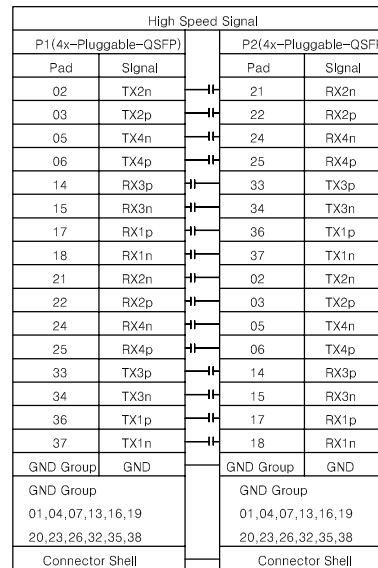 High Speed Signal
P1(4x-Pluggable-QSFP) P2(4x-Pluggable-QSFP
Pad Signal Pad Signal
02 TX2n 21 RX2n
03 TX2p 22 RX2p
05 TX4n 24 RX4n
06 TX4p 25 RX4p
14 RX3p 33 TX3p
15 RX3n 34 TX3n
17 RX1p 36 TX1p
18 RX1n 37 TX1n
21 RX2n 02 TX2n
22 RX2p 03 TX2p
24 RX4n 05 TX4n
25 RX4p 06 TX4p
33 TX3p 14 RX3p
34 TX3n 15 RX3n
36 TX1p 17 RX1p
37 TX1n 18 RX1n
GND Group GND GND Group GND
GND Group GND Group
01,04,07,13,16,19 01,04,07,13,16,19
20,23,26,32,35,38 20,23,26,32,35,38
Connector Shell Connector Shell